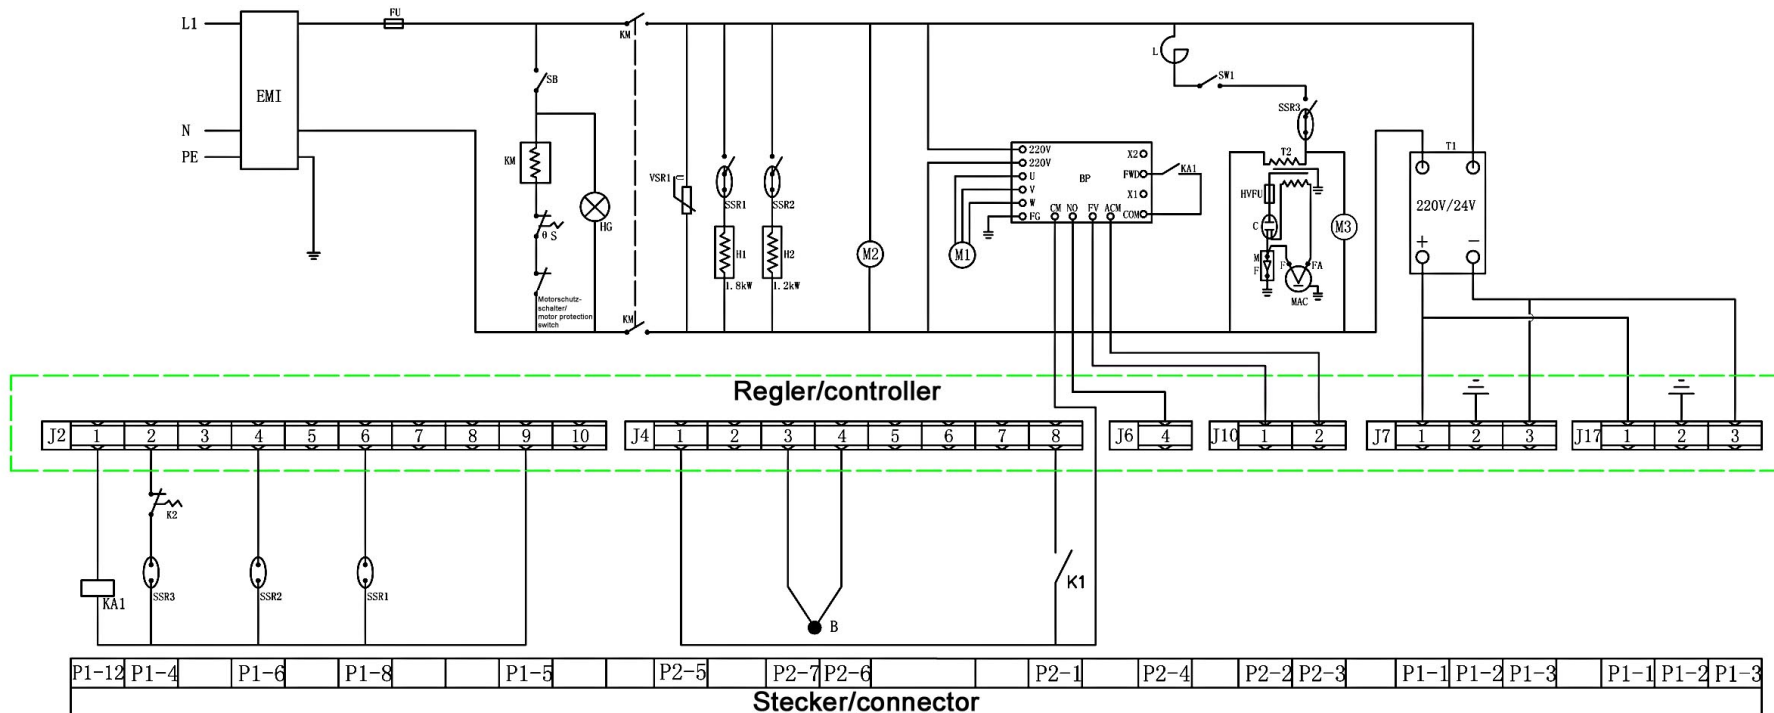 L1
FU
KM
SB
EMI
N
PE
KM
θ S
HG
Motorschutz-
schalter/
motor protection
switch
KM
VSR1
SSR1
SSR2
H1
H2
1.8kW
1.2kW
M2
M1
220V
220V
U
V
W
FG
BP
X2
FWD
X1
COM
CM NO FV ACM
KA1
L
SW1
SSR3
T2
HVFU
C
M
F
F
FA
MAC
M3
T1
220V/24V
+ −
Regler/controller
J2 1 2 3 4 5 6 7 8 9 10
J4 1 2 3 4 5 6 7 8
J6 4
J10 1 2
J7 1 2 3
J17 1 2 3
K2
KA1
SSR3
SSR2
SSR1
B
K1
P1-12 P1-4 P1-6 P1-8 P1-5 P2-5 P2-7 P2-6 P2-1 P2-4 P2-2 P2-3 P1-1 P1-2 P1-3 P1-1 P1-2 P1-3
Stecker/connector